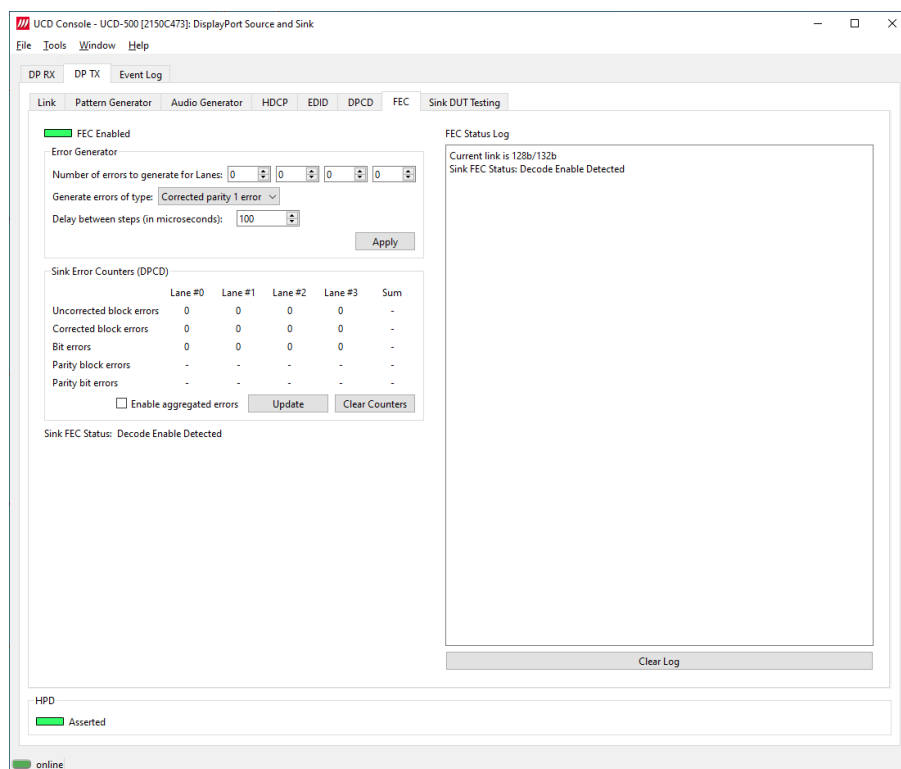 UCD Console - UCD-500 [2150C473]: DisplayPort Source and Sink
File Tools Window Help
DP RX DP TX Event Log
Link Pattern Generator Audio Generator HDCP EDID DPCD FEC Sink DUT Testing
FEC Enabled
Error Generator
Number of errors to generate for Lanes: 0 0 0 0
Generate errors of type: Corrected parity 1 error
Delay between steps (in microseconds): 100
Apply
Sink Error Counters (DPCD)
Lane #0 Lane #1 Lane #2 Lane #3 Sum
Uncorrected block errors 0 0 0 0 -
Corrected block errors 0 0 0 0 -
Bit errors 0 0 0 0 -
Parity block errors - - - - -
Parity bit errors - - - - -
Enable aggregated errors Update Clear Counters
Sink FEC Status: Decode Enable Detected
FEC Status Log
Current link is 128b/132b
Sink FEC Status: Decode Enable Detected
Clear Log
HPD
Asserted
online